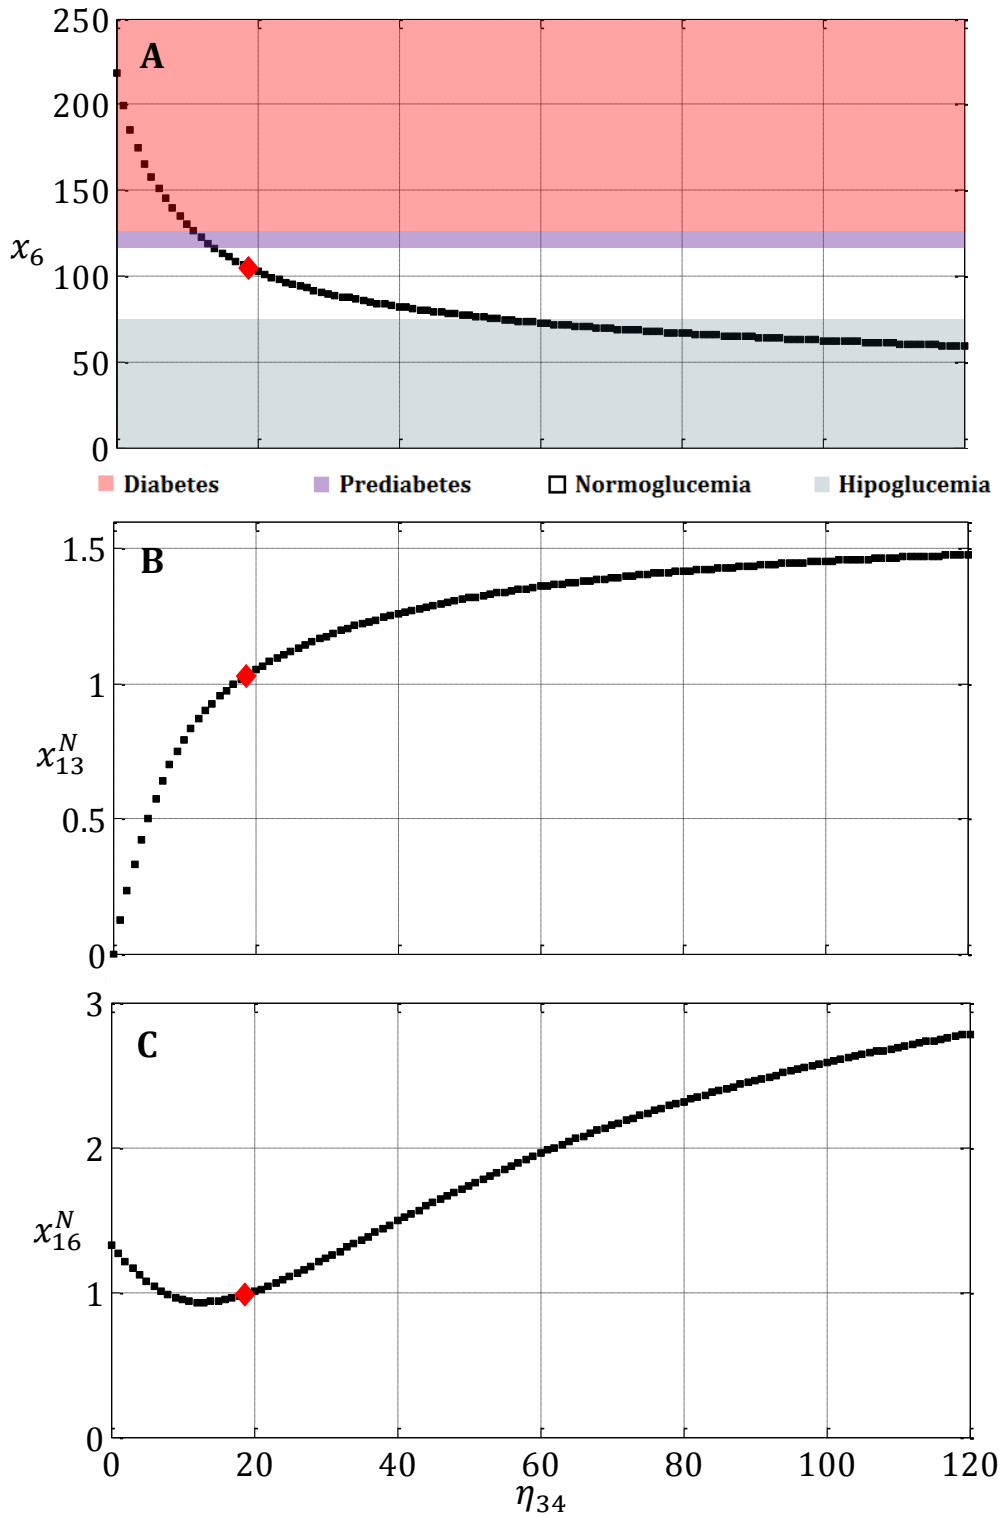 250
A
200
150
x₆
100
50
0
Diabetes Prediabetes Normoglucemia Hipoglucemia
1.5
B
1
x₁₃ᴺ
0.5
0
3
C
2
x₁₆ᴺ
1
0
0 20 40 60 80 100 120
η₃₄